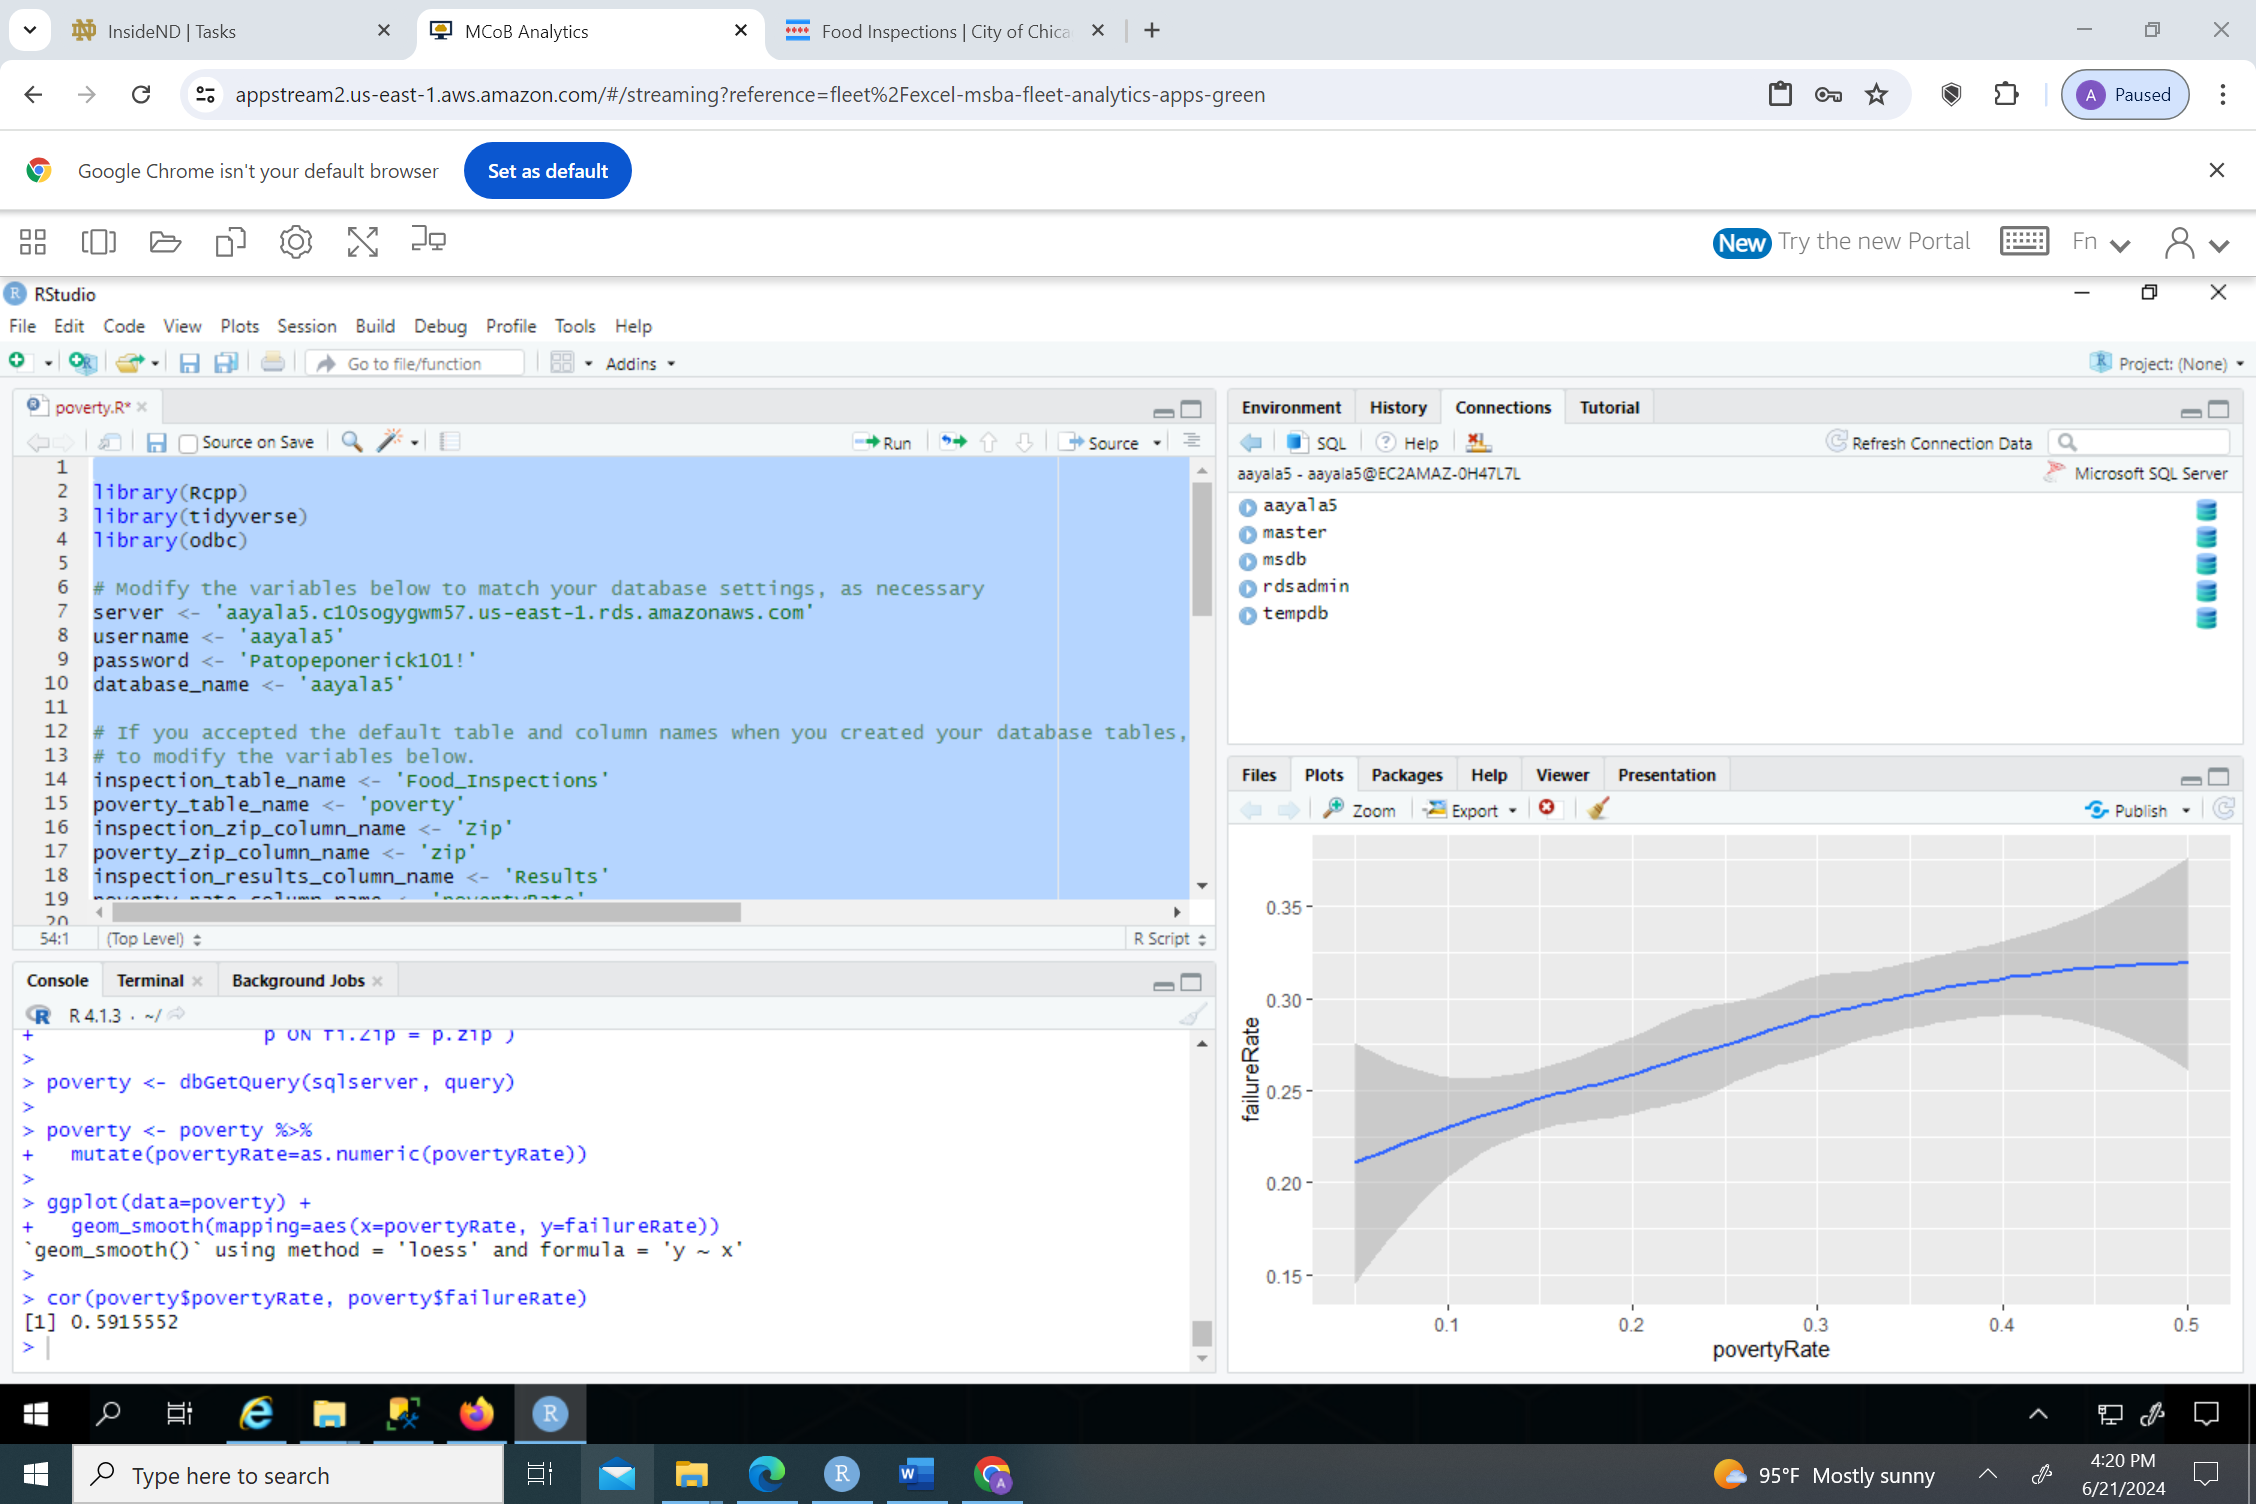 InsideND | Tasks
MCoB Analytics
Food Inspections | City of Chica
appstream2.us-east-1.aws.amazon.com/#/streaming?reference=fleet%2Fexcel-msba-fleet-analytics-apps-green
A Paused
Google Chrome isn't your default browser
Set as default
New Try the new Portal
Fn
R RStudio
File Edit Code View Plots Session Build Debug Profile Tools Help
Go to file/function
Addins
Project: (None)
poverty.R*
Source on Save
Run
Source
1
2 library(Rcpp)
3 library(tidyverse)
4 library(odbc)
5
6 # Modify the variables below to match your database settings, as necessary
7 server <- 'aayala5.c1osogygwm57.us-east-1.rds.amazonaws.com'
8 username <- 'aayala5'
9 password <- 'Patopeponerick101!'
10 database_name <- 'aayala5'
11
12 # If you accepted the default table and column names when you created your database tables,
13 # to modify the variables below.
14 inspection_table_name <- 'Food_Inspections'
15 poverty_table_name <- 'poverty'
16 inspection_zip_column_name <- 'Zip'
17 poverty_zip_column_name <- 'zip'
18 inspection_results_column_name <- 'Results'
19 poverty_rate_column_name <- 'povertyRate'
20
54:1 (Top Level)
R Script
Console Terminal Background Jobs
R R 4.1.3 · ~/
+ p ON fi.Zip = p.zip )
>
> poverty <- dbGetQuery(sqlserver, query)
>
> poverty <- poverty %>%
+ mutate(povertyRate=as.numeric(povertyRate))
>
> ggplot(data=poverty) +
+ geom_smooth(mapping=aes(x=povertyRate, y=failureRate))
`geom_smooth()` using method = 'loess' and formula = 'y ~ x'
>
> cor(poverty$povertyRate, poverty$failureRate)
[1] 0.5915552
>
Environment History Connections Tutorial
SQL Help
Refresh Connection Data
aayala5 - aayala5@EC2AMAZ-0H47L7L
Microsoft SQL Server
aayala5
master
msdb
rdsadmin
tempdb
Files Plots Packages Help Viewer Presentation
Zoom Export
Publish
failureRate
0.35
0.30
0.25
0.20
0.15
0.1 0.2 0.3 0.4 0.5
povertyRate
Type here to search
95°F Mostly sunny
4:20 PM
6/21/2024